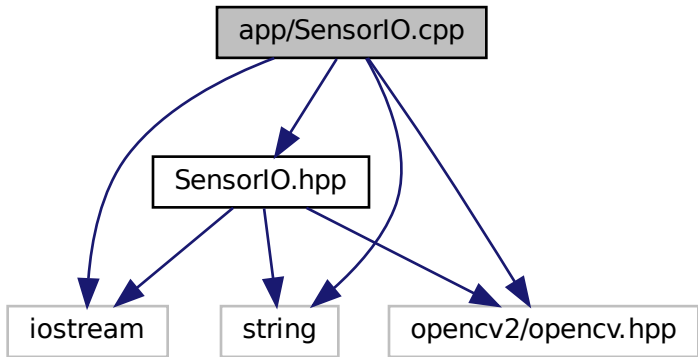 app/SensorIO.cpp
SensorIO.hpp
iostream
string
opencv2/opencv.hpp